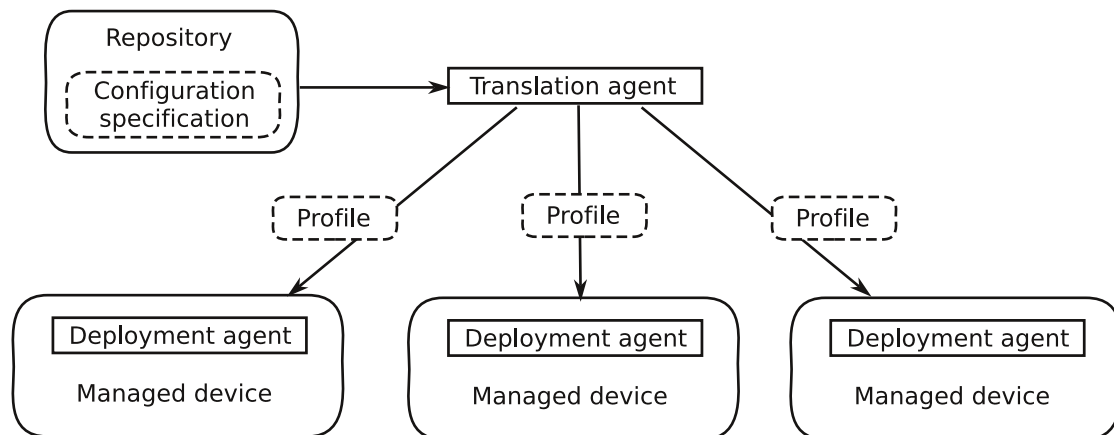 Repository
Configuration
specification
Translation agent
Profile
Profile
Profile
Deployment agent
Managed device
Deployment agent
Managed device
Deployment agent
Managed device